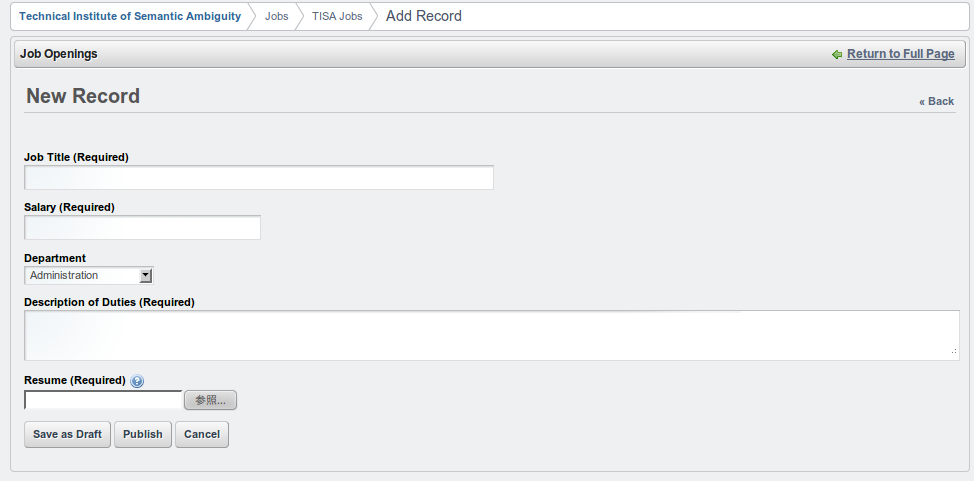 Technical Institute of Semantic Ambiguity Jobs TISA Jobs Add Record
Job Openings Return to Full Page
New Record « Back
Job Title (Required)
Salary (Required)
Department
Administration
Description of Duties (Required)
Resume (Required) ?
参照...
Save as Draft Publish Cancel